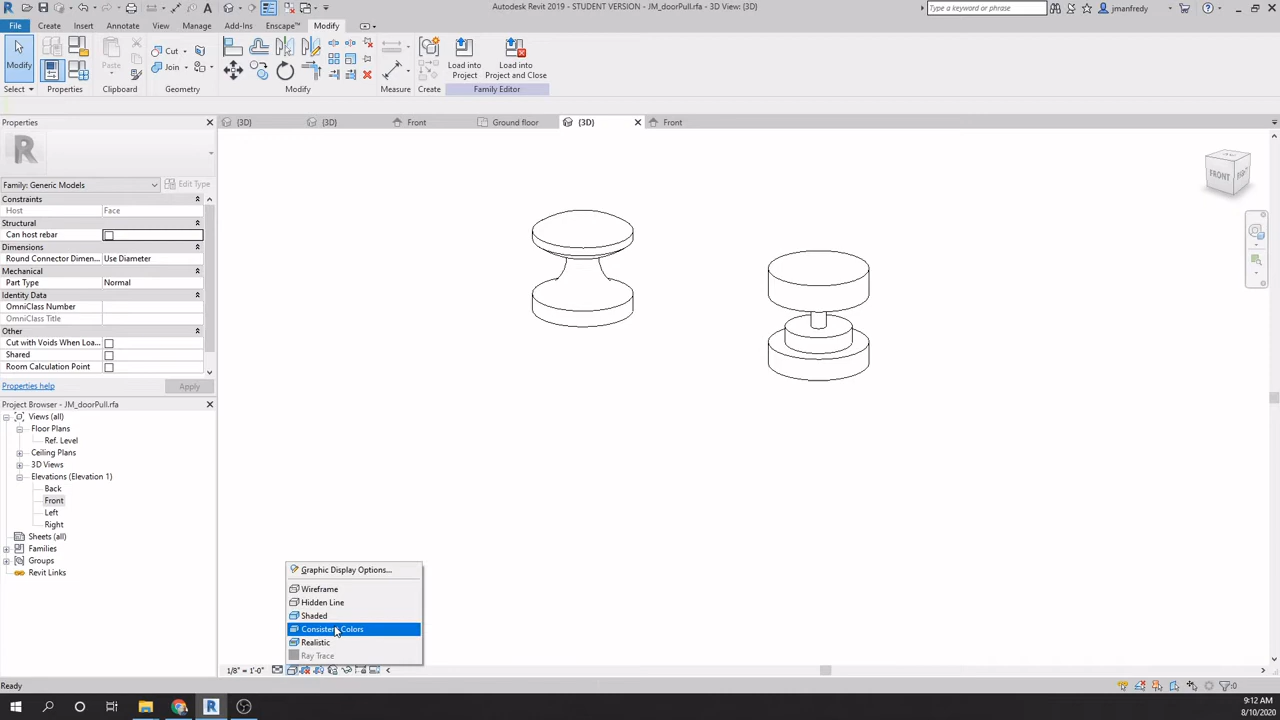 Autodesk Revit 2019 - STUDENT VERSION - JM_doorPull.rfa - 3D View: {3D}
Type a keyword or phrase
jmanfredy
File Create Insert Annotate View Manage Add-Ins Enscape™ Modify
Modify
Paste
Cut
Join
Load into Project
Load into Project and Close
Select Properties Clipboard Geometry Modify Measure Create Family Editor
Properties
{3D} {3D} Front Ground floor {3D} Front
FRONT
Family: Generic Models
Edit Type
Constraints
Host Face
Structural
Can host rebar
Dimensions
Round Connector Dimen... Use Diameter
Mechanical
Part Type Normal
Identity Data
OmniClass Number
OmniClass Title
Other
Cut with Voids When Loa...
Shared
Room Calculation Point
Properties help
Apply
Project Browser - JM_doorPull.rfa
Views (all)
Floor Plans
Ref. Level
Ceiling Plans
3D Views
Elevations (Elevation 1)
Back
Front
Left
Right
Sheets (all)
Families
Groups
Revit Links
Graphic Display Options...
Wireframe
Hidden Line
Shaded
Consistent Colors
Realistic
Ray Trace
1/8" = 1'-0"
Ready
:0
9:12 AM
8/10/2020